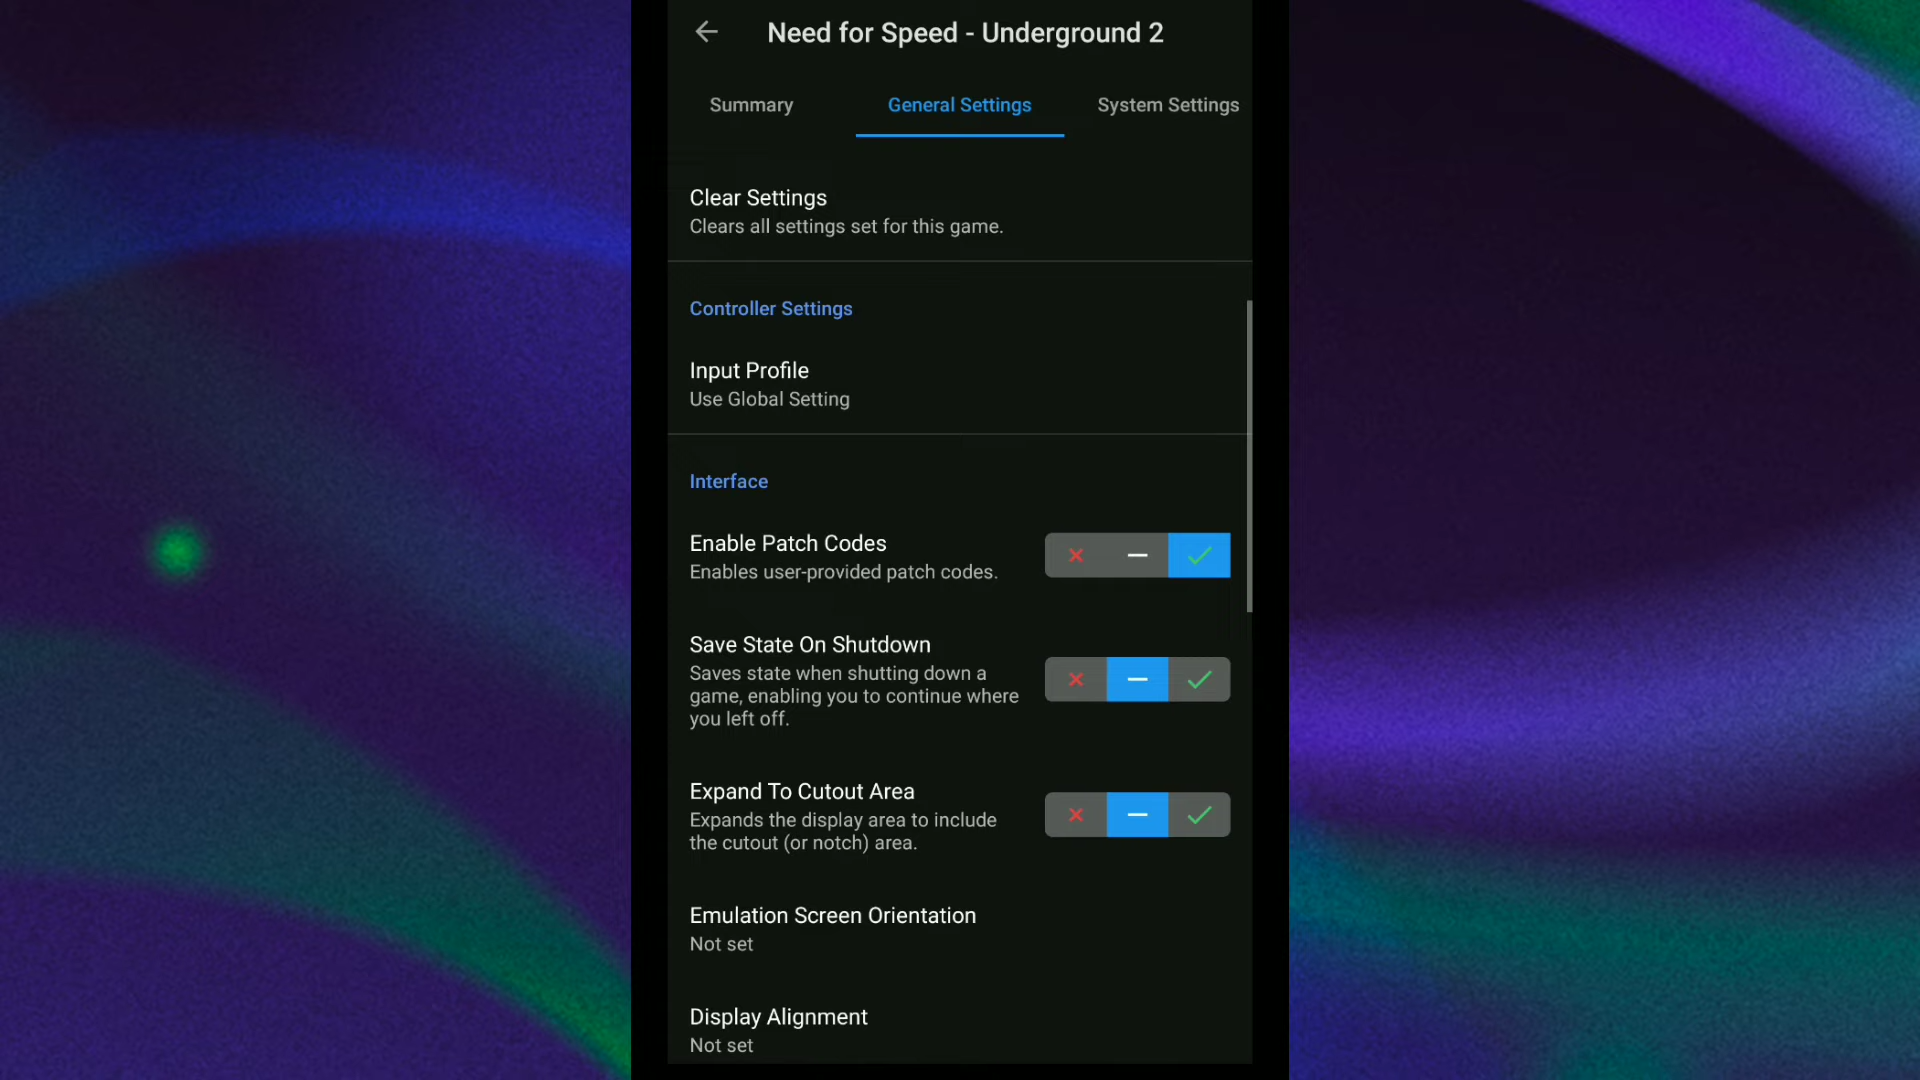 Need for Speed - Underground 2
Summary
General Settings
System Settings
Clear Settings
Clears all settings set for this game.
Controller Settings
Input Profile
Use Global Setting
Interface
Enable Patch Codes
Enables user-provided patch codes.
Save State On Shutdown
Saves state when shutting down a
game, enabling you to continue where
you left off.
Expand To Cutout Area
Expands the display area to include
the cutout (or notch) area.
Emulation Screen Orientation
Not set
Display Alignment
Not set